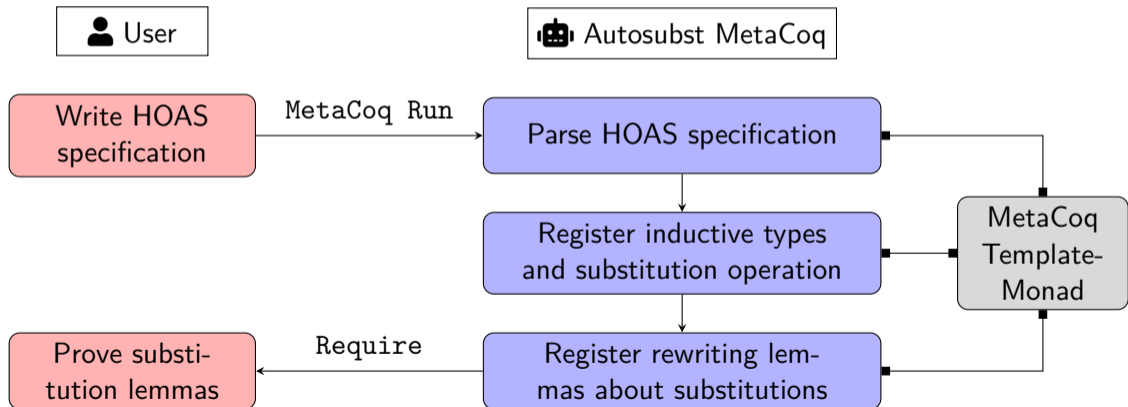 User
Autosubst MetaCoq
Write HOAS
specification
MetaCoq Run
Parse HOAS specification
Register inductive types
and substitution operation
MetaCoq
Template-
Monad
Prove substi-
tution lemmas
Require
Register rewriting lem-
mas about substitutions